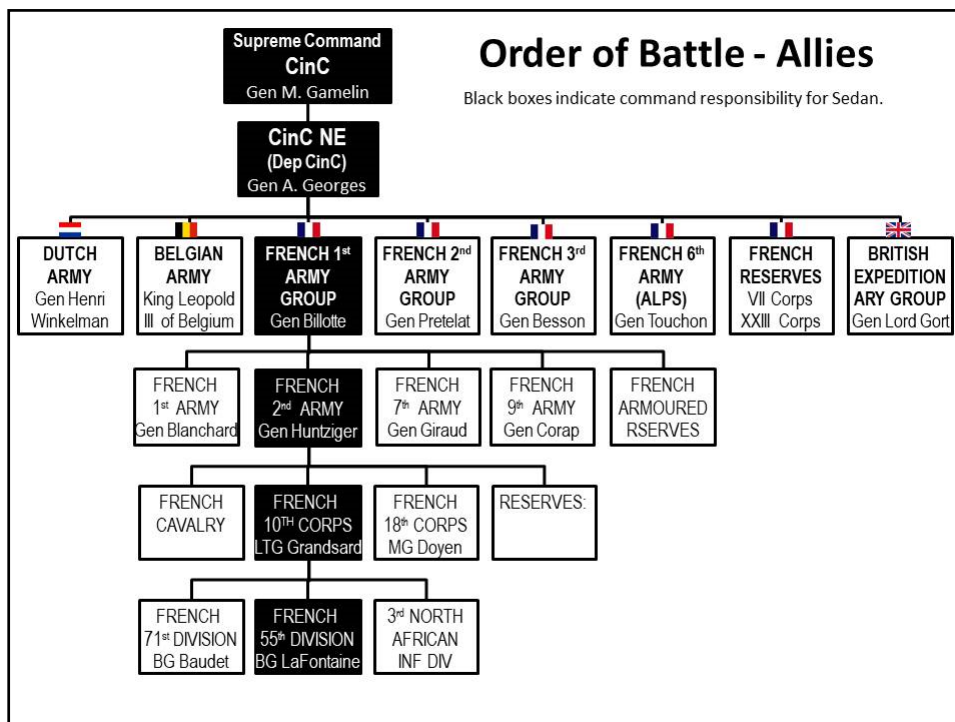 Supreme Command
CinC
Gen M. Gamelin
Order of Battle - Allies
Black boxes indicate command responsibility for Sedan.
CinC NE
(Dep CinC)
Gen A. Georges
DUTCH
ARMY
Gen Henri
Winkelman
BELGIAN
ARMY
King Leopold
III of Belgium
FRENCH 1st
ARMY
GROUP
Gen Billotte
FRENCH 2nd
ARMY
GROUP
Gen Pretelat
FRENCH 3rd
ARMY
GROUP
Gen Besson
FRENCH 6th
ARMY
(ALPS)
Gen Touchon
FRENCH
RESERVES
VII Corps
XXIII Corps
BRITISH
EXPEDITION
ARY GROUP
Gen Lord Gort
FRENCH
1st ARMY
Gen Blanchard
FRENCH
2nd ARMY
Gen Huntziger
FRENCH
7th ARMY
Gen Giraud
FRENCH
9th ARMY
Gen Corap
FRENCH
ARMOURED
RSERVES
FRENCH
CAVALRY
FRENCH
10TH CORPS
LTG Grandsard
FRENCH
18th CORPS
MG Doyen
RESERVES:
FRENCH
71st DIVISION
BG Baudet
FRENCH
55th DIVISION
BG LaFontaine
3rd NORTH
AFRICAN
INF DIV